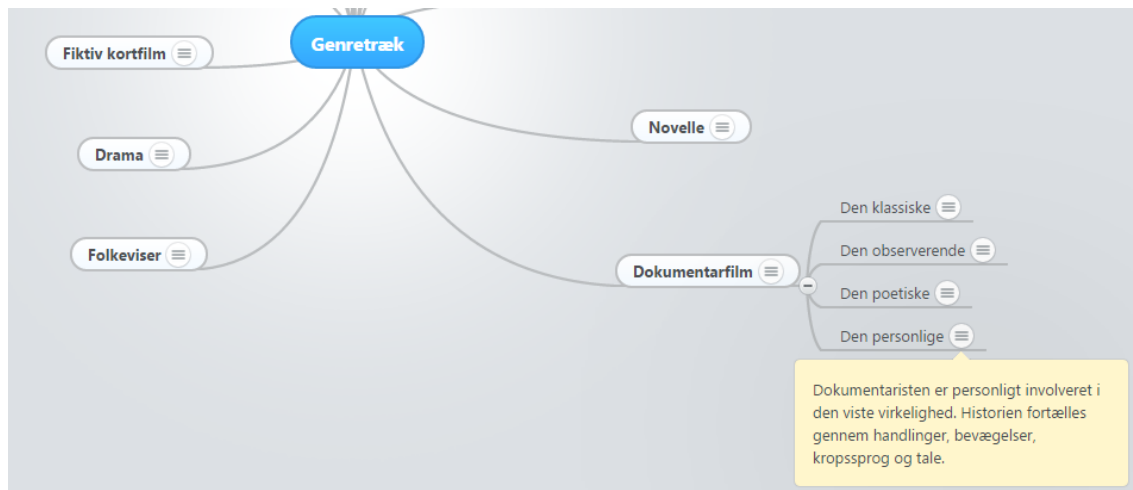 Genretræk
Fiktiv kortfilm
Drama
Folkeviser
Novelle
Dokumentarfilm
Den klassiske
Den observerende
Den poetiske
Den personlige
Dokumentaristen er personligt involveret i
den viste virkelighed. Historien fortælles
gennem handlinger, bevægelser,
kropssprog og tale.